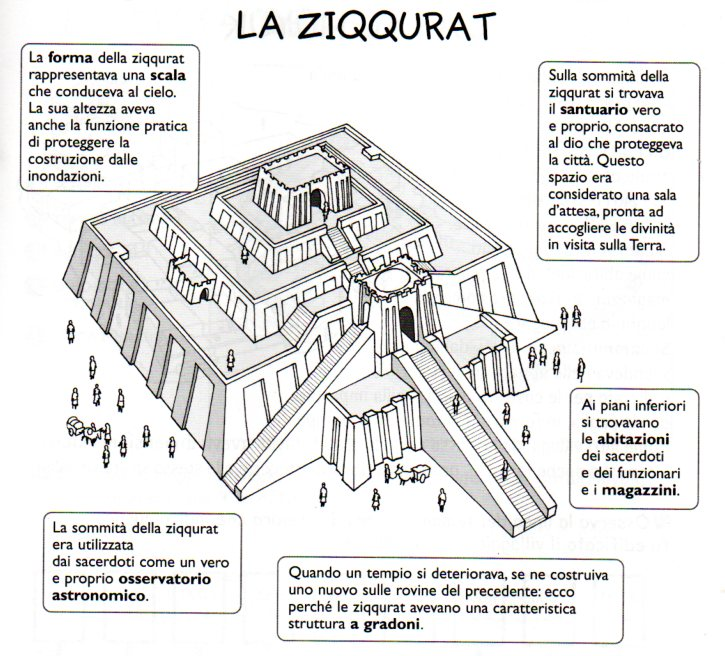 LA ZIQQURAT
La forma della ziqqurat
rappresentava una scala
che conduceva al cielo.
La sua altezza aveva
anche la funzione pratica
di proteggere la
costruzione dalle
inondazioni.
Sulla sommità della
ziqqurat si trovava
il santuario vero
e proprio, consacrato
al dio che proteggeva
la città. Questo
spazio era
considerato una sala
d'attesa, pronta ad
accogliere le divinità
in visita sulla Terra.
Ai piani inferiori
si trovavano
le abitazioni
dei sacerdoti
e dei funzionari
e i magazzini.
La sommità della ziqqurat
era utilizzata
dai sacerdoti come un vero
e proprio osservatorio
astronomico.
Quando un tempio si deteriorava, se ne costruiva
uno nuovo sulle rovine del precedente: ecco
perché le ziqqurat avevano una caratteristica
struttura a gradoni.